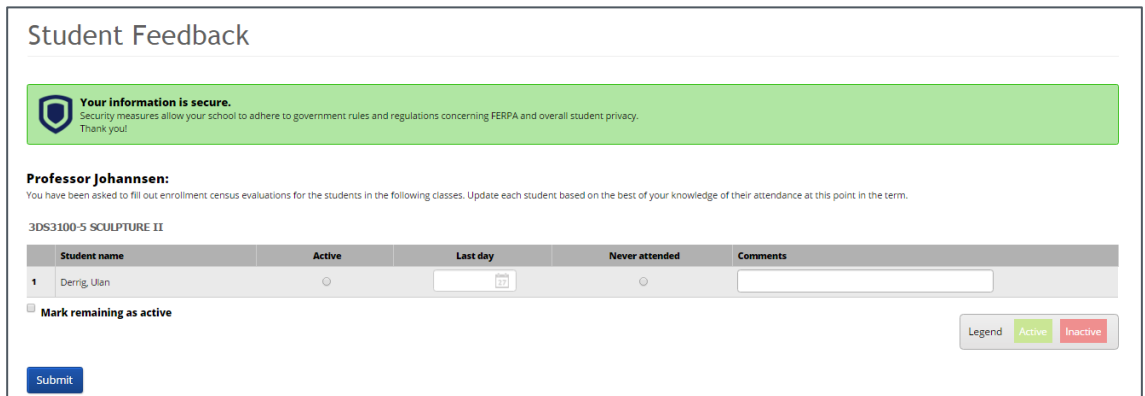 Student Feedback
Your information is secure.
Security measures allow your school to adhere to government rules and regulations concerning FERPA and overall student privacy.
Thank you!
Professor Johannsen:
You have been asked to fill out enrollment census evaluations for the students in the following classes. Update each student based on the best of your knowledge of their attendance at this point in the term.
3DS3100-5 SCULPTURE II
Student name Active Last day Never attended Comments
1 Derrig, Ulan 27
Mark remaining as active
Legend Active Inactive
Submit